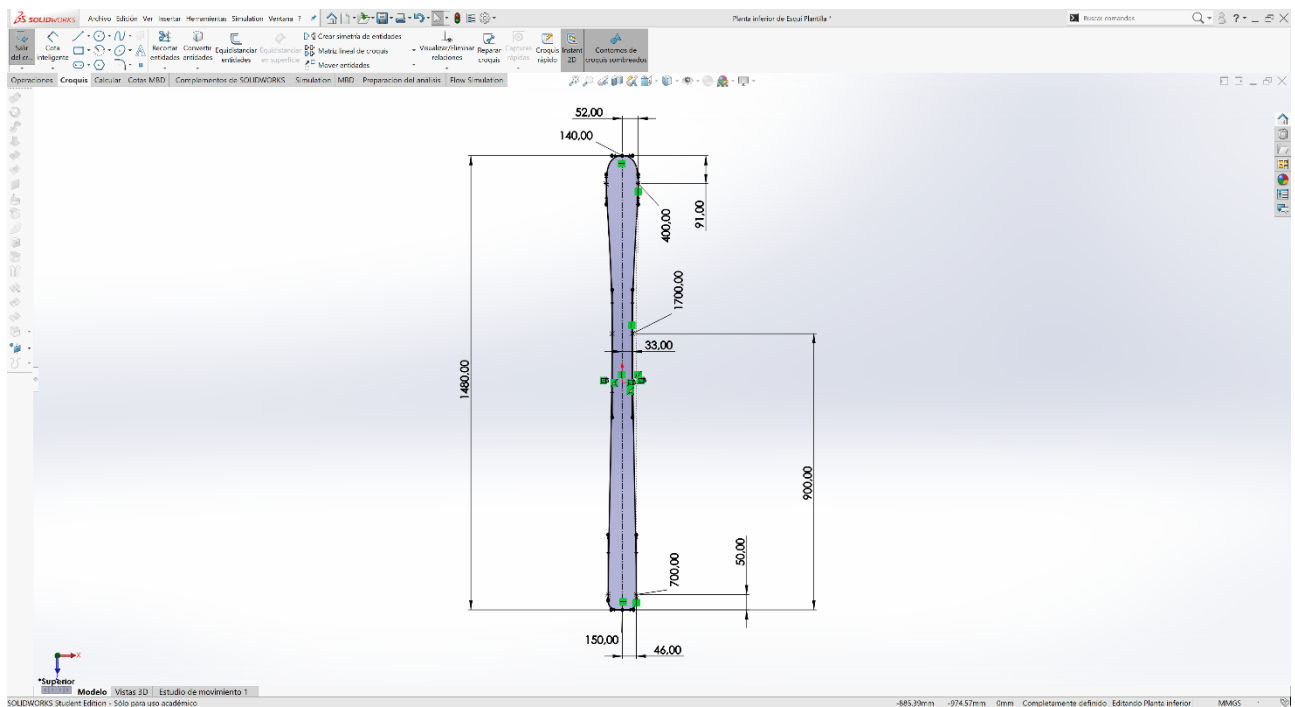 SOLIDWORKS Archivo Edición Ver Insertar Herramientas Simulation Ventana ? Planta inferior de Esquí Plantilla * Buscar comandos
Salir del cr... Cota inteligente Recortar entidades Convertir entidades Equidistanciar entidades Equidistanciar en superficie Crear simetría de entidades Visualizar/Eliminar relaciones Reparar croquis Capturas rápidas Croquis rápido Instant 2D Contornos de croquis sombreados
Matriz lineal de croquis
Mover entidades
Operaciones Croquis Calcular Cotas MBD Complementos de SOLIDWORKS Simulation MBD Preparacion del análisis Flow Simulation
52,00
140,00
91,00
400,00
1700,00
33,00
1480,00
900,00
50,00
700,00
150,00
46,00
X
*Superior
Modelo Vistas 3D Estudio de movimiento 1
SOLIDWORKS Student Edition - Sólo para uso académico -885.39mm -974.57mm 0mm Completamente definido Editando Planta inferior MMGS